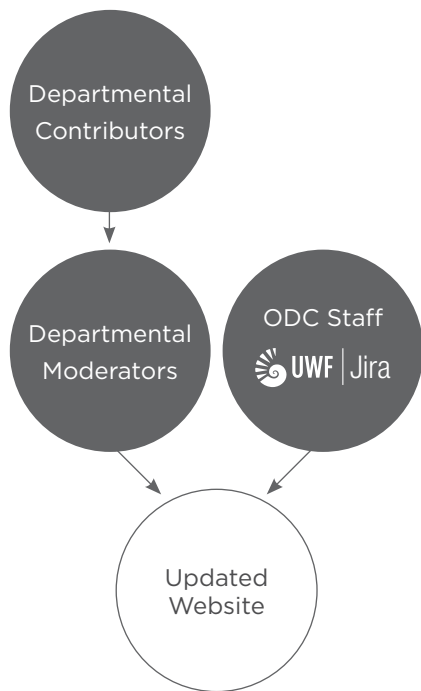 Departmental
Contributors
Departmental
Moderators
ODC Staff
UWF | Jira
Updated
Website